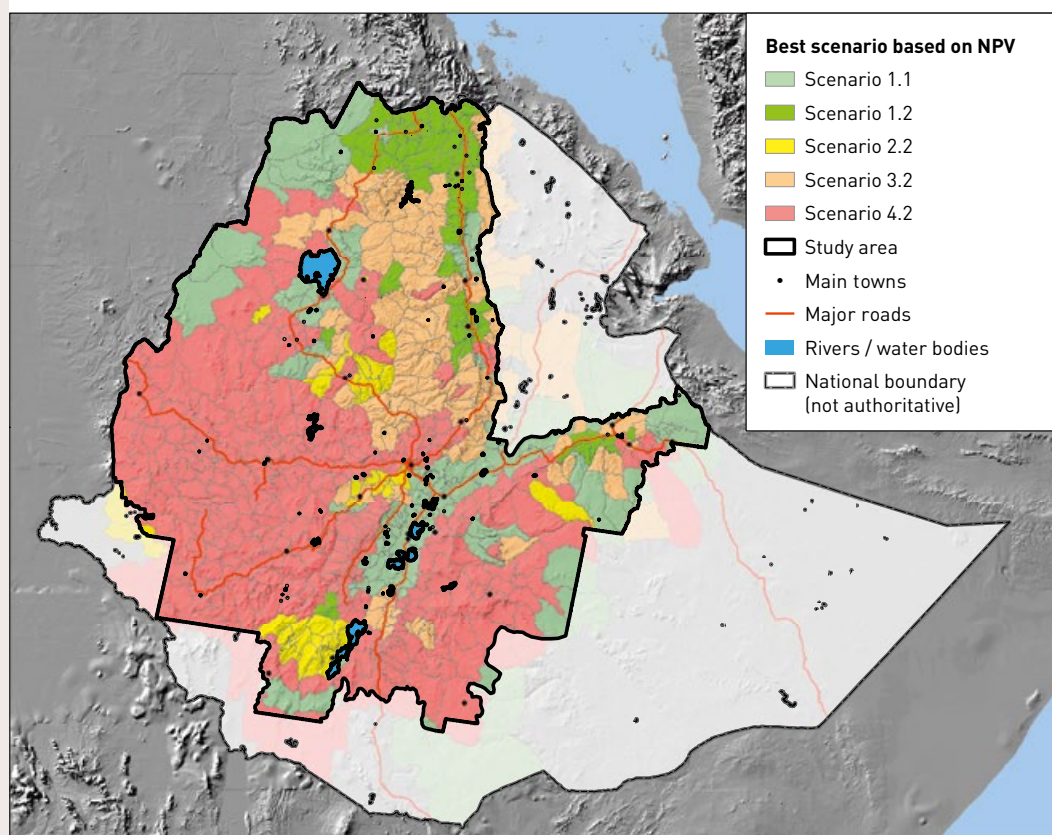 Best scenario based on NPV
Scenario 1.1
Scenario 1.2
Scenario 2.2
Scenario 3.2
Scenario 4.2
Study area
Main towns
Major roads
Rivers / water bodies
National boundary
(not authoritative)